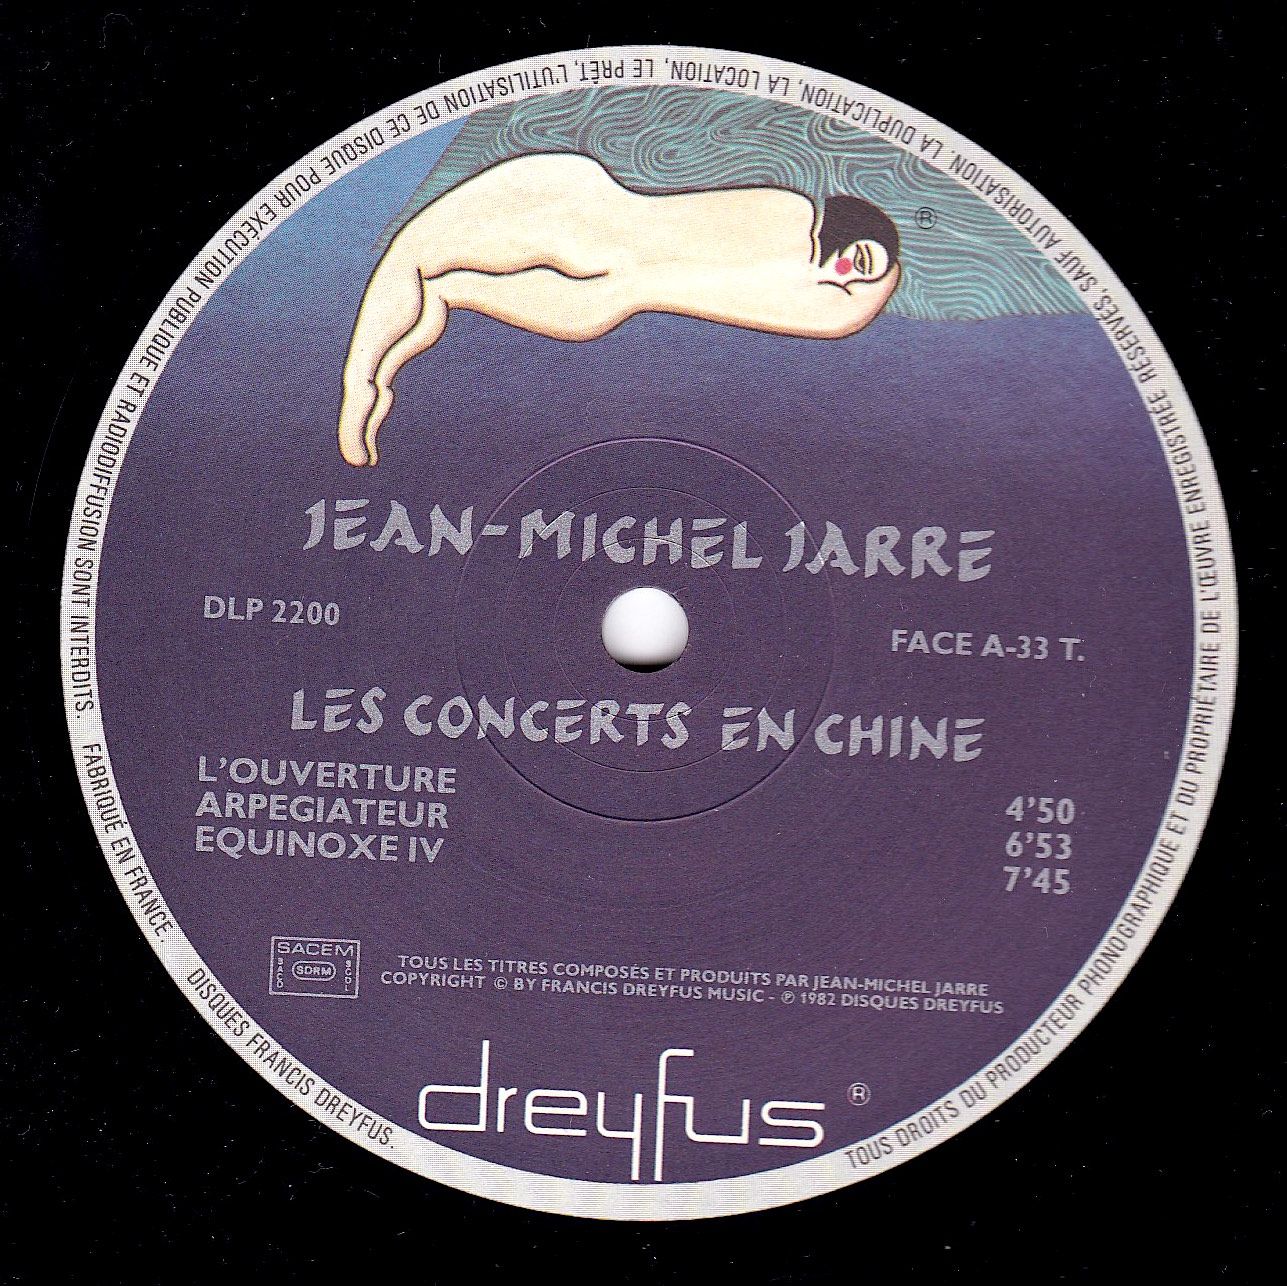 JEAN-MICHEL JARRE
DLP 2200
FACE A-33 T.
LES CONCERTS EN CHINE
L'OUVERTURE 4'50
ARPEGIATEUR 6'53
EQUINOXE IV 7'45
SACEM
SACD
SDRM
SCDL
TOUS LES TITRES COMPOSÉS ET PRODUITS PAR JEAN-MICHEL JARRE
COPYRIGHT © BY FRANCIS DREYFUS MUSIC - ℗ 1982 DISQUES DREYFUS
dreyfus ®
®
TOUS DROITS DU PRODUCTEUR PHONOGRAPHIQUE ET DU PROPRIÉTAIRE DE L'ŒUVRE ENREGISTRÉE RÉSERVÉS. SAUF AUTORISATION, LA DUPLICATION, LA LOCATION, LE PRÊT, L'UTILISATION DE CE DISQUE POUR EXECUTION PUBLIQUE ET RADIODIFFUSION SONT INTERDITS. FABRIQUÉ EN FRANCE. DISQUES FRANCIS DREYFUS.